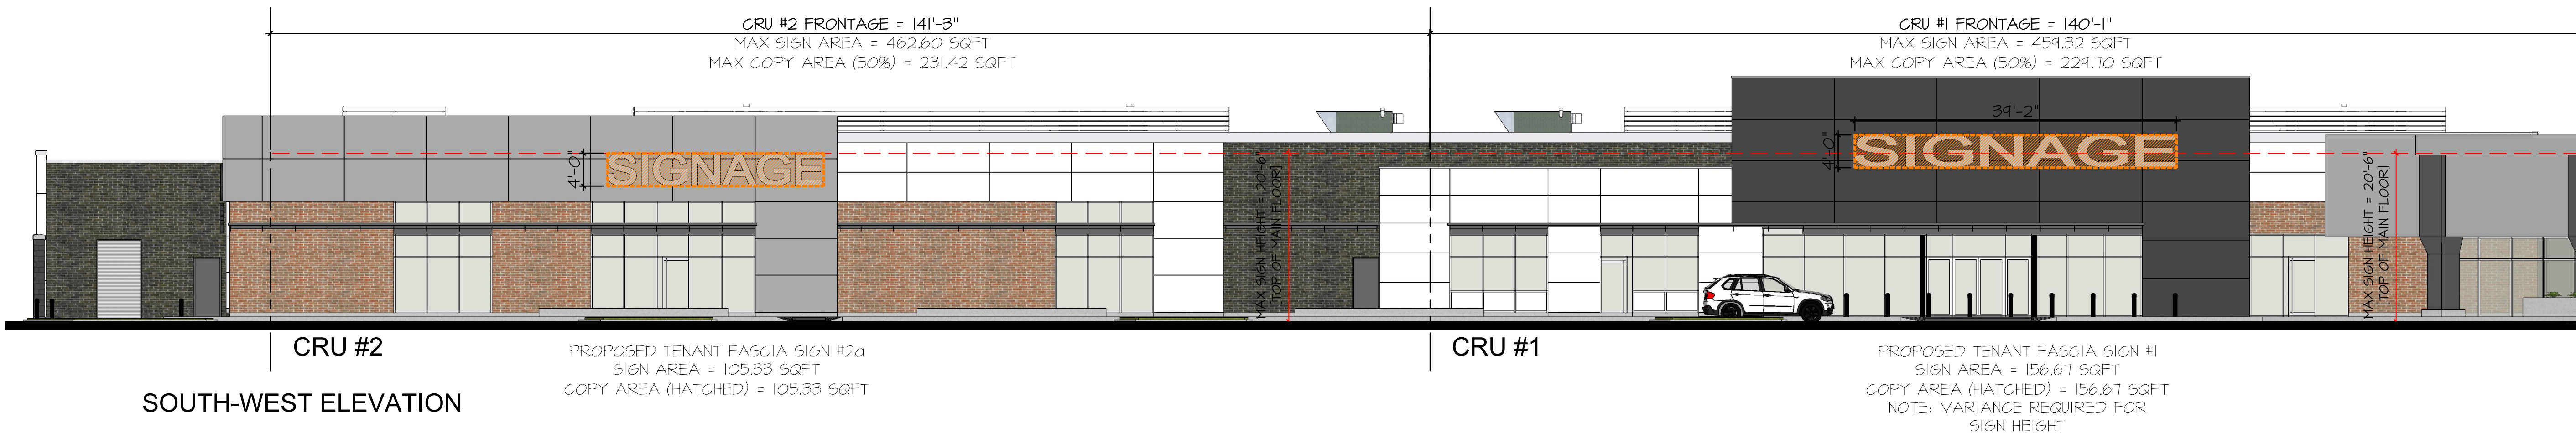 CRU #2 FRONTAGE = 141'-3"
MAX SIGN AREA = 462.60 SQFT
MAX COPY AREA (50%) = 231.42 SQFT
CRU #1 FRONTAGE = 140'-1"
MAX SIGN AREA = 459.32 SQFT
MAX COPY AREA (50%) = 229.70 SQFT
4'-0"
SIGNAGE
MAX SIGN HEIGHT = 20'-6"
[TOP OF MAIN FLOOR]
39'-2"
4'-0"
SIGNAGE
MAX SIGN HEIGHT = 20'-6"
[TOP OF MAIN FLOOR]
CRU #2
PROPOSED TENANT FASCIA SIGN #2a
SIGN AREA = 105.33 SQFT
COPY AREA (HATCHED) = 105.33 SQFT
CRU #1
PROPOSED TENANT FASCIA SIGN #1
SIGN AREA = 156.67 SQFT
COPY AREA (HATCHED) = 156.67 SQFT
NOTE: VARIANCE REQUIRED FOR
SIGN HEIGHT
SOUTH-WEST ELEVATION